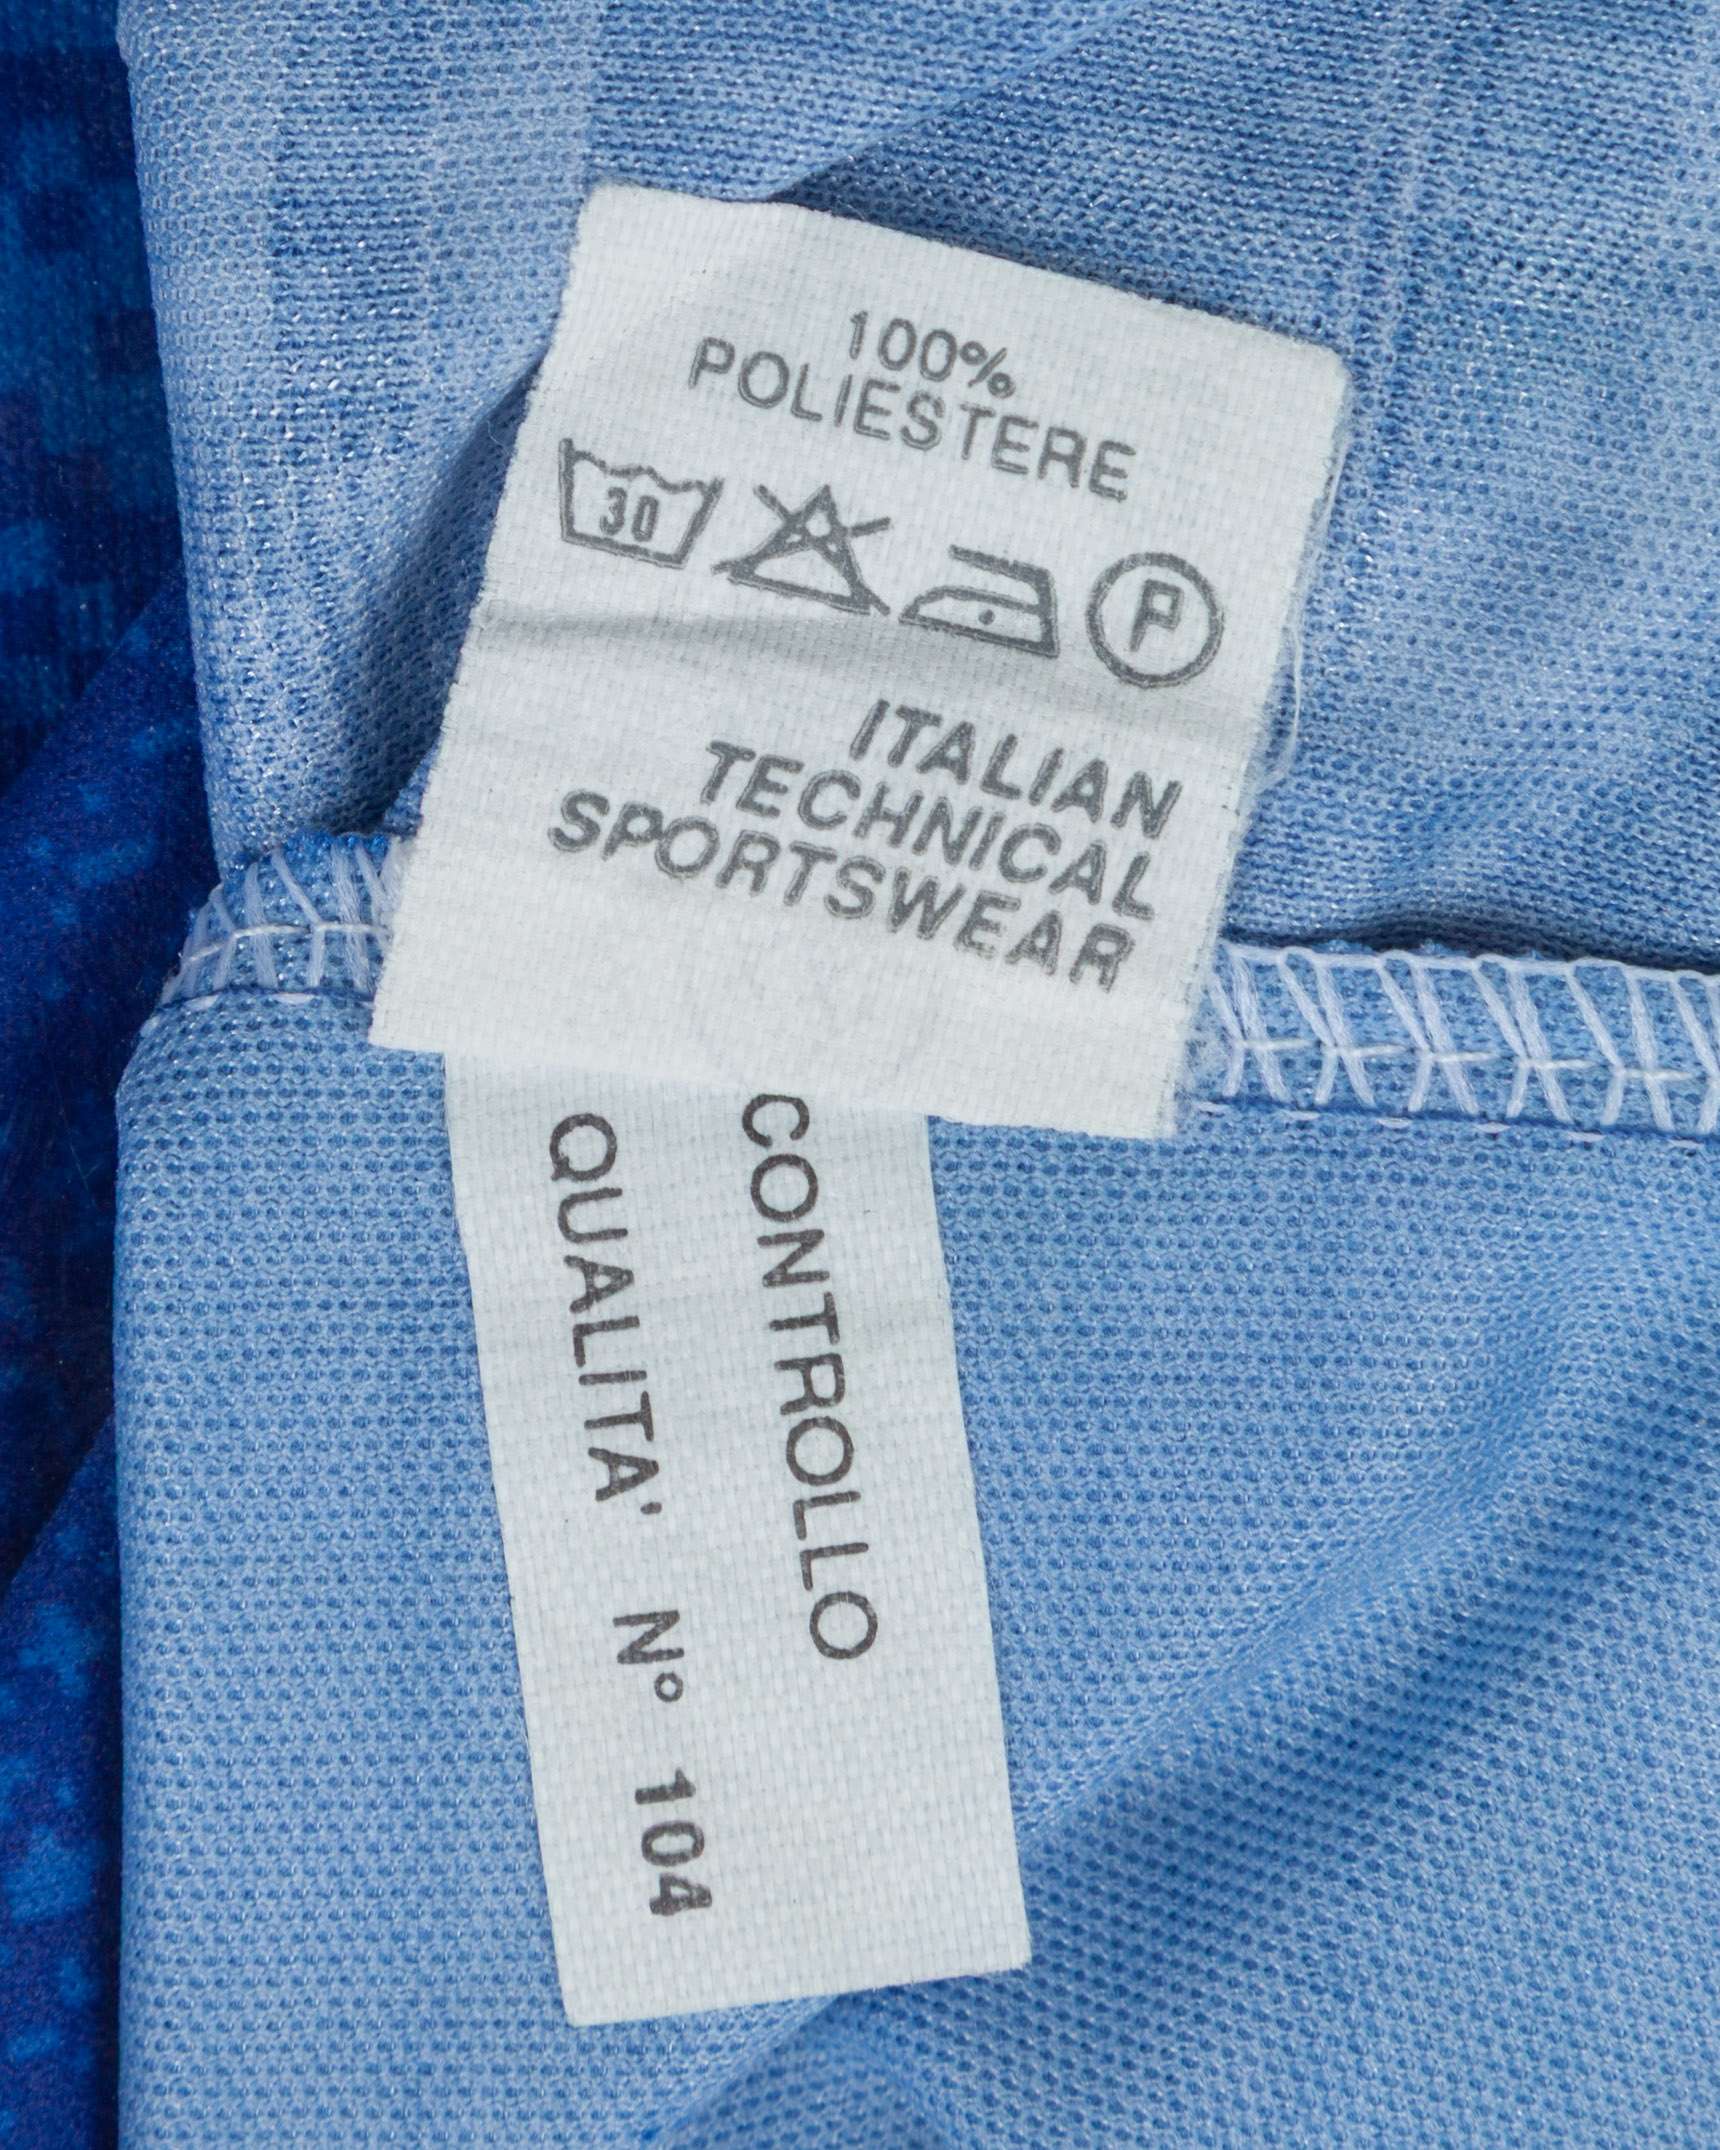 100%
POLIESTERE
30
P
ITALIAN
TECHNICAL
SPORTSWEAR
CONTROLLO
QUALITA' N° 104